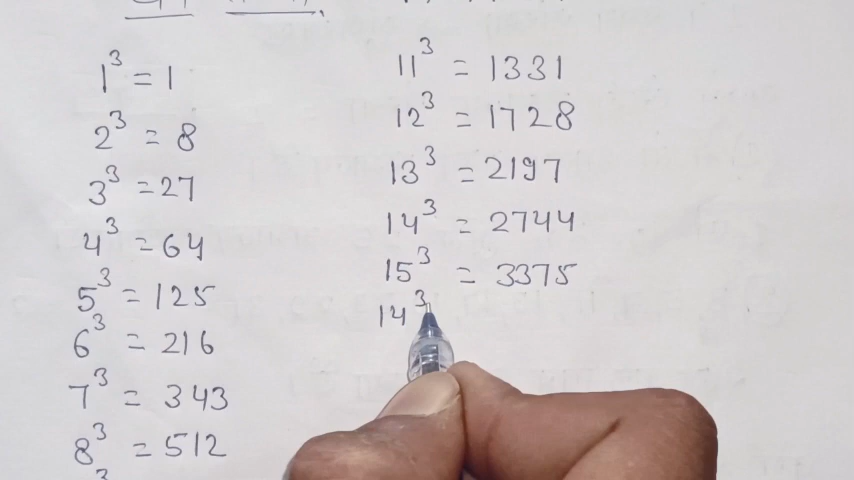 1³ = 1
2³ = 8
3³ = 27
4³ = 64
5³ = 125
6³ = 216
7³ = 343
8³ = 512
11³ = 1331
12³ = 1728
13³ = 2197
14³ = 2744
15³ = 3375
14³